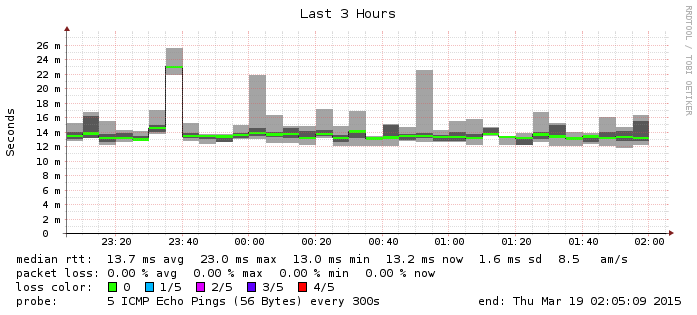 Last 3 Hours
RRDTOOL / TOBI OETIKER
Seconds
26 m
24 m
22 m
20 m
18 m
16 m
14 m
12 m
10 m
8 m
6 m
4 m
2 m
0
23:20 23:40 00:00 00:20 00:40 01:00 01:20 01:40 02:00
median rtt: 13.7 ms avg 23.0 ms max 13.0 ms min 13.2 ms now 1.6 ms sd 8.5 am/s
packet loss: 0.00 % avg 0.00 % max 0.00 % min 0.00 % now
loss color: 0 1/5 2/5 3/5 4/5
probe: 5 ICMP Echo Pings (56 Bytes) every 300s end: Thu Mar 19 02:05:09 2015